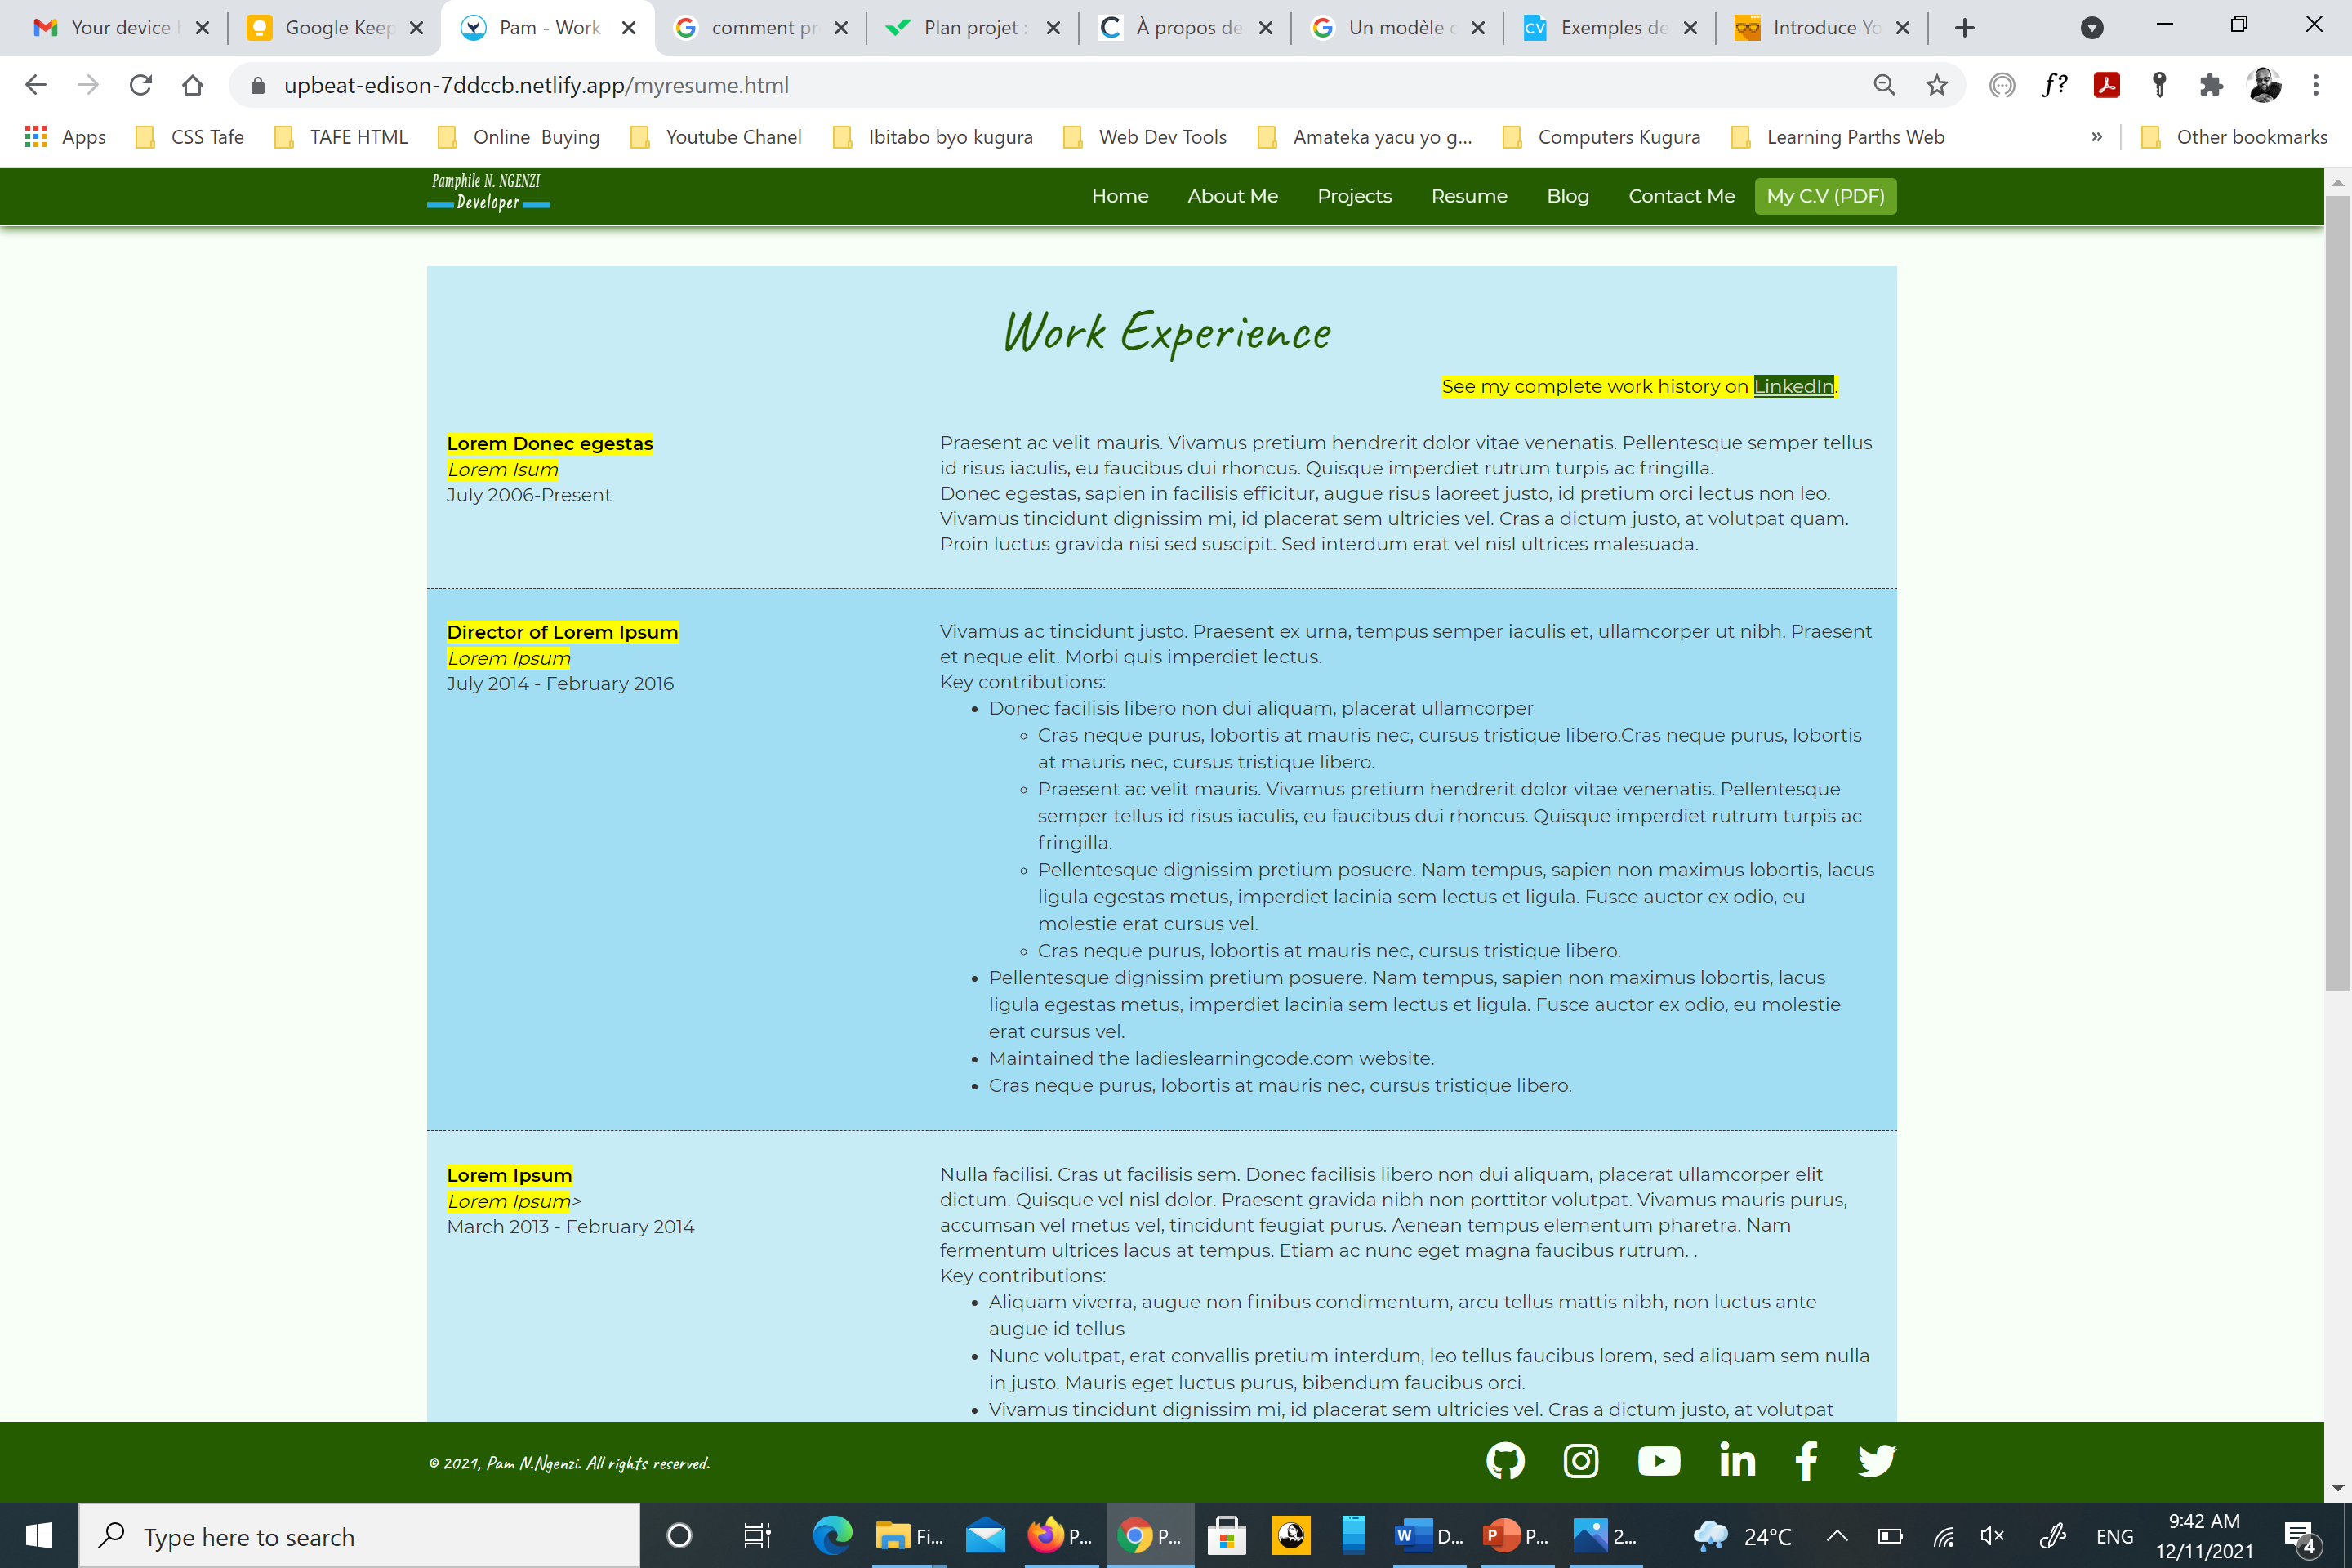 Your device
Google Keep
Pam - Work
comment pr
Plan projet :
À propos de
Un modèle c
Exemples de
Introduce Yo
upbeat-edison-7ddccb.netlify.app/myresume.html
f?
Apps
CSS Tafe
TAFE HTML
Online Buying
Youtube Chanel
Ibitabo byo kugura
Web Dev Tools
Amateka yacu yo g...
Computers Kugura
Learning Parths Web
»
Other bookmarks
Pamphile N. NGENZI
Developer
Home
About Me
Projects
Resume
Blog
Contact Me
My C.V (PDF)
Work Experience
See my complete work history on LinkedIn.
Lorem Donec egestas
Lorem Isum
July 2006-Present
Praesent ac velit mauris. Vivamus pretium hendrerit dolor vitae venenatis. Pellentesque semper tellus
id risus iaculis, eu faucibus dui rhoncus. Quisque imperdiet rutrum turpis ac fringilla.
Donec egestas, sapien in facilisis efficitur, augue risus laoreet justo, id pretium orci lectus non leo.
Vivamus tincidunt dignissim mi, id placerat sem ultricies vel. Cras a dictum justo, at volutpat quam.
Proin luctus gravida nisi sed suscipit. Sed interdum erat vel nisl ultrices malesuada.
Director of Lorem Ipsum
Lorem Ipsum
July 2014 - February 2016
Vivamus ac tincidunt justo. Praesent ex urna, tempus semper iaculis et, ullamcorper ut nibh. Praesent
et neque elit. Morbi quis imperdiet lectus.
Key contributions:
• Donec facilisis libero non dui aliquam, placerat ullamcorper
◦ Cras neque purus, lobortis at mauris nec, cursus tristique libero.Cras neque purus, lobortis
at mauris nec, cursus tristique libero.
◦ Praesent ac velit mauris. Vivamus pretium hendrerit dolor vitae venenatis. Pellentesque
semper tellus id risus iaculis, eu faucibus dui rhoncus. Quisque imperdiet rutrum turpis ac
fringilla.
◦ Pellentesque dignissim pretium posuere. Nam tempus, sapien non maximus lobortis, lacus
ligula egestas metus, imperdiet lacinia sem lectus et ligula. Fusce auctor ex odio, eu
molestie erat cursus vel.
◦ Cras neque purus, lobortis at mauris nec, cursus tristique libero.
• Pellentesque dignissim pretium posuere. Nam tempus, sapien non maximus lobortis, lacus
ligula egestas metus, imperdiet lacinia sem lectus et ligula. Fusce auctor ex odio, eu molestie
erat cursus vel.
• Maintained the ladieslearningcode.com website.
• Cras neque purus, lobortis at mauris nec, cursus tristique libero.
Lorem Ipsum
Lorem Ipsum>
March 2013 - February 2014
Nulla facilisi. Cras ut facilisis sem. Donec facilisis libero non dui aliquam, placerat ullamcorper elit
dictum. Quisque vel nisl dolor. Praesent gravida nibh non porttitor volutpat. Vivamus mauris purus,
accumsan vel metus vel, tincidunt feugiat purus. Aenean tempus elementum pharetra. Nam
fermentum ultrices lacus at tempus. Etiam ac nunc eget magna faucibus rutrum. .
Key contributions:
• Aliquam viverra, augue non finibus condimentum, arcu tellus mattis nibh, non luctus ante
augue id tellus
• Nunc volutpat, erat convallis pretium interdum, leo tellus faucibus lorem, sed aliquam sem nulla
in justo. Mauris eget luctus purus, bibendum faucibus orci.
• Vivamus tincidunt dignissim mi, id placerat sem ultricies vel. Cras a dictum justo, at volutpat
© 2021, Pam N.Ngenzi. All rights reserved.
Type here to search
Fi...
P...
P...
D...
P...
2...
24°C
ENG
9:42 AM
12/11/2021
4